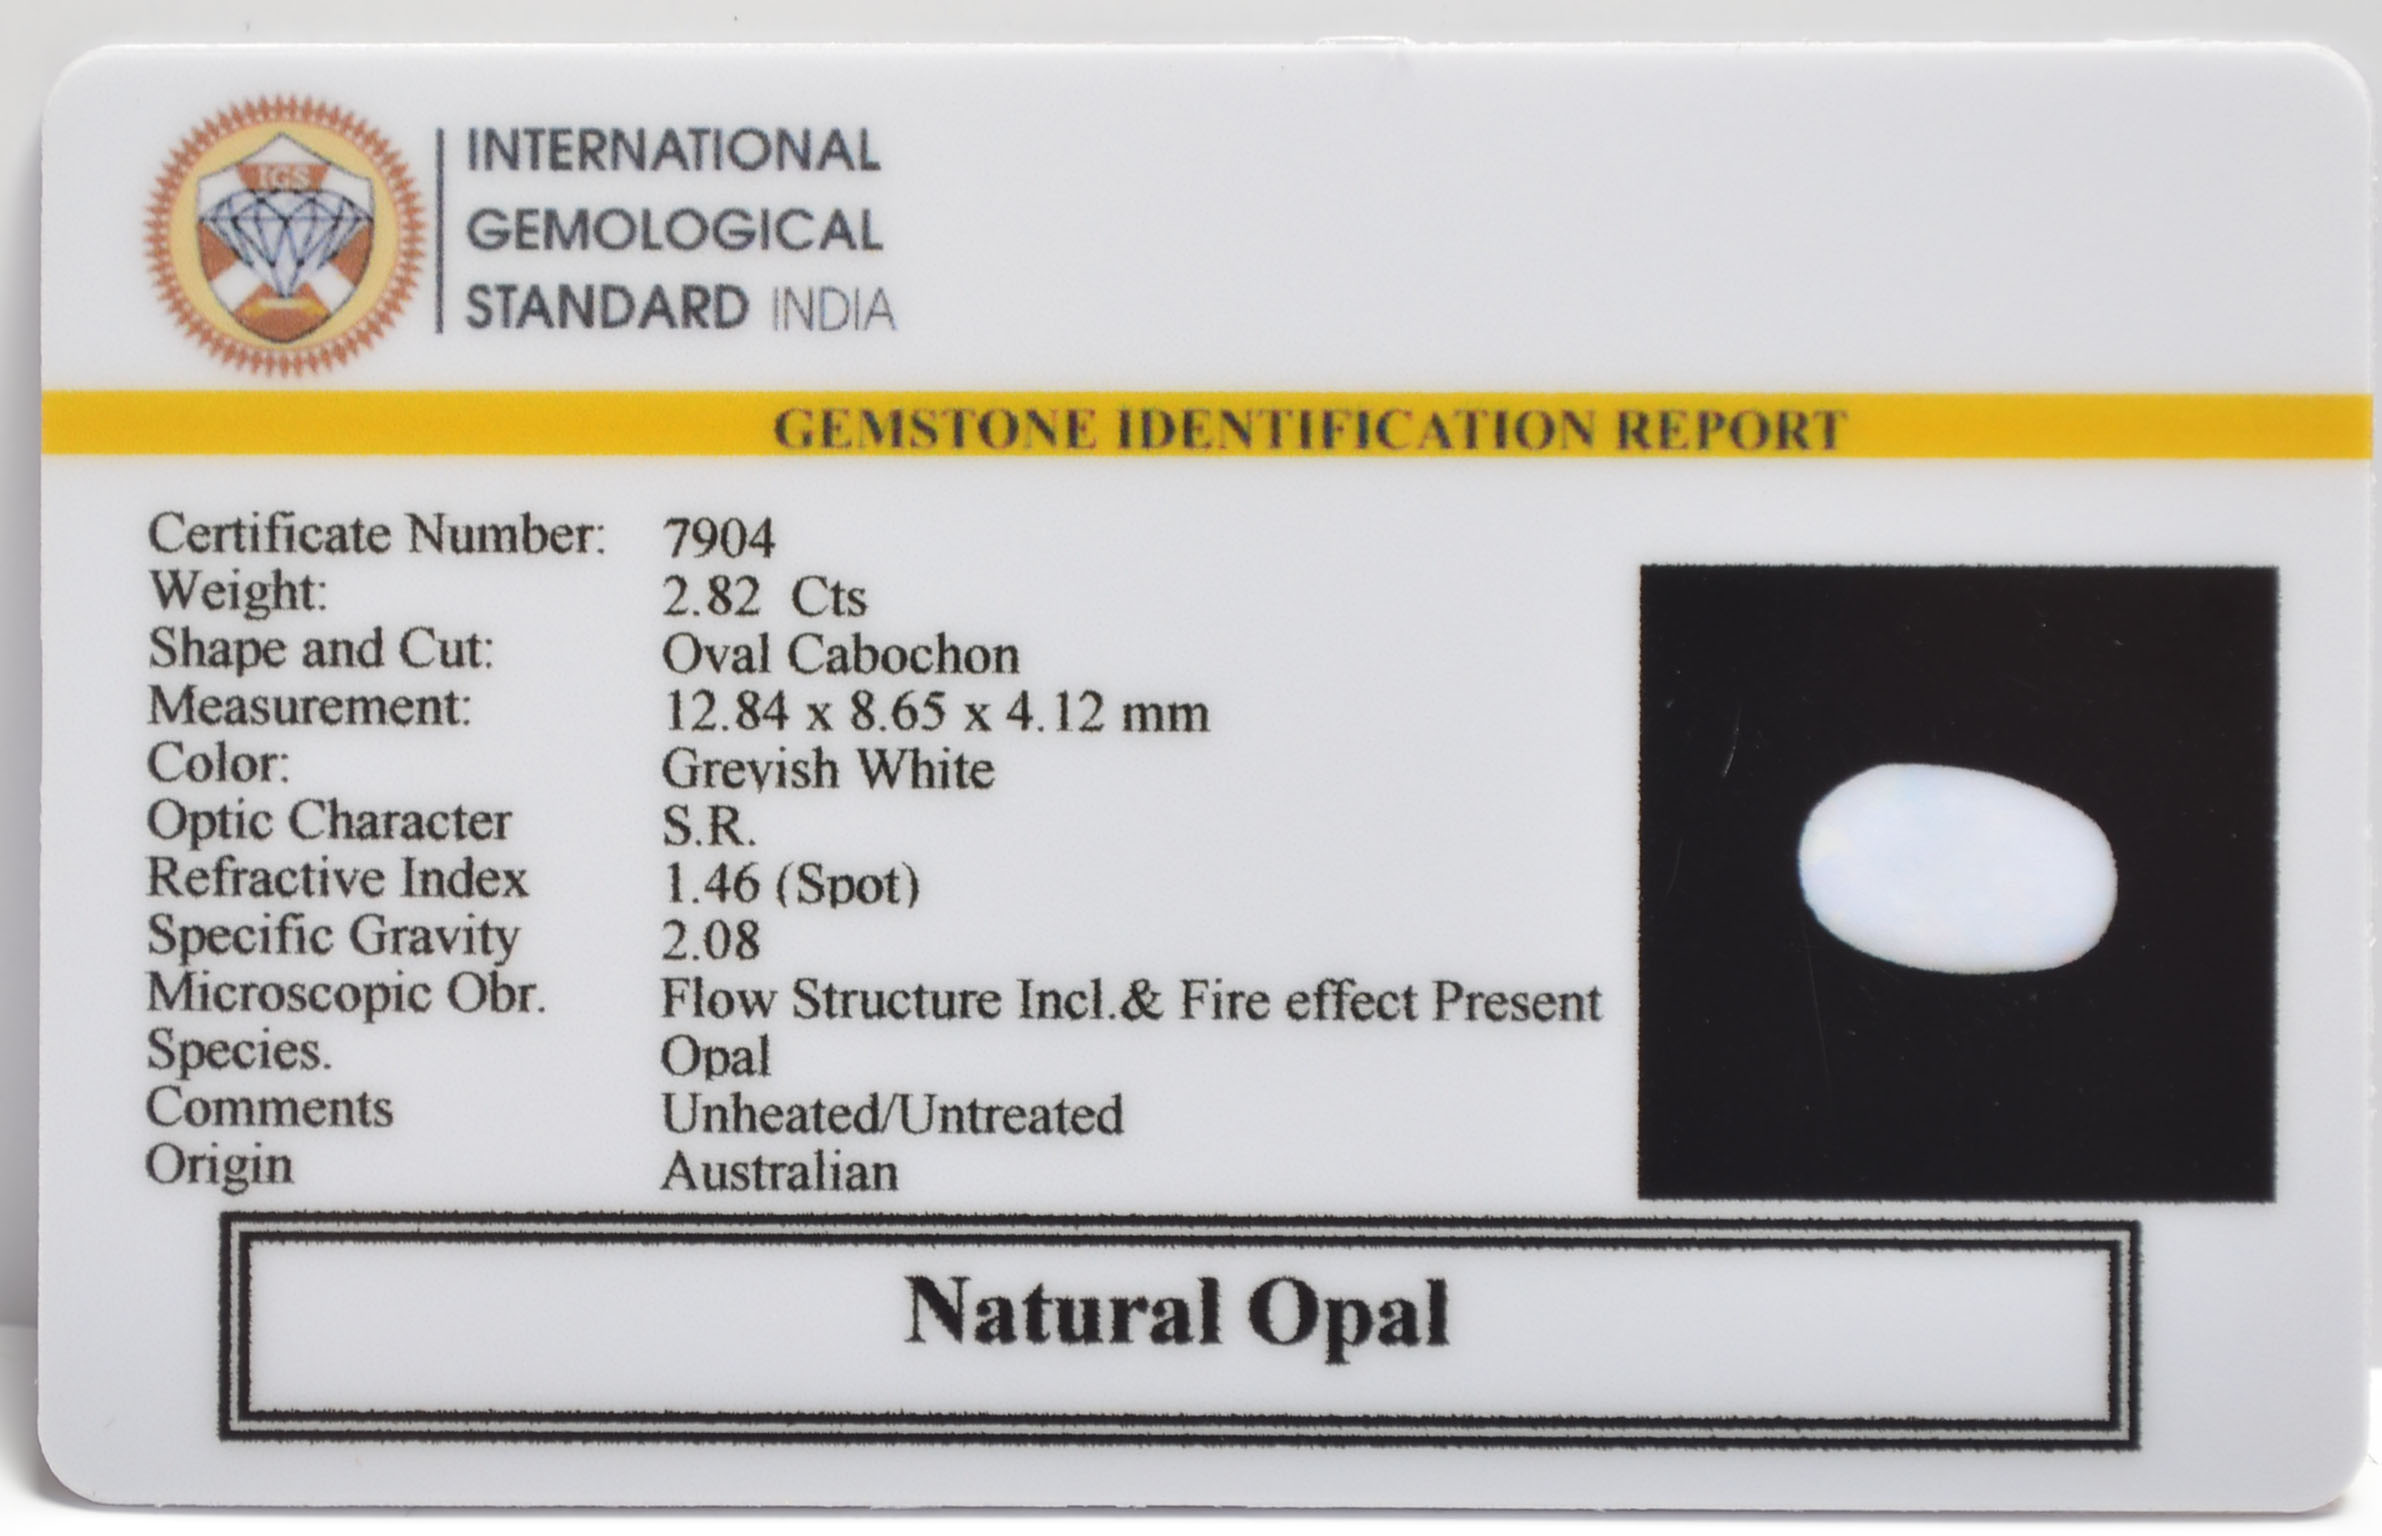 IGS
INTERNATIONAL
GEMOLOGICAL
STANDARD INDIA
GEMSTONE IDENTIFICATION REPORT
Certificate Number: 7904
Weight: 2.82 Cts
Shape and Cut: Oval Cabochon
Measurement: 12.84 x 8.65 x 4.12 mm
Color: Greyish White
Optic Character S.R.
Refractive Index 1.46 (Spot)
Specific Gravity 2.08
Microscopic Obr. Flow Structure Incl.& Fire effect Present
Species. Opal
Comments Unheated/Untreated
Origin Australian
Natural Opal